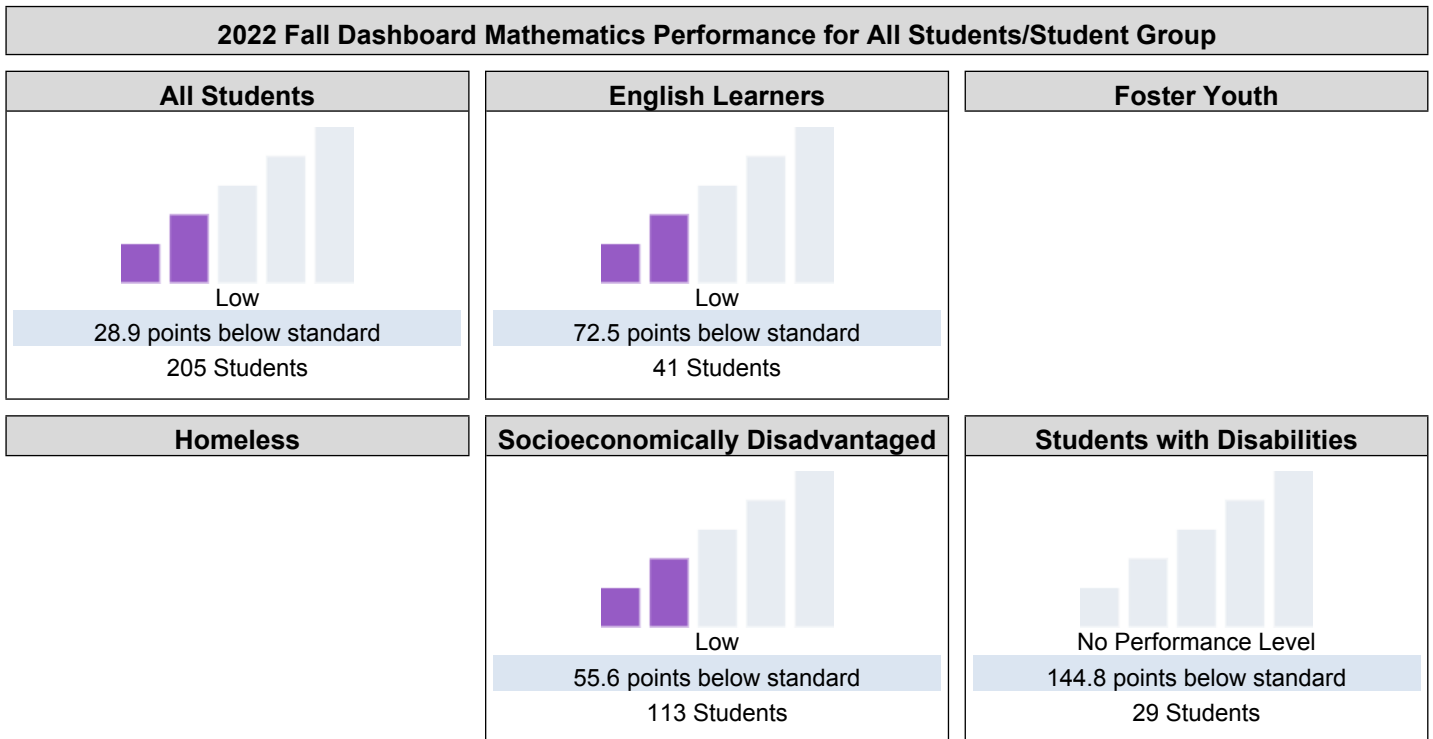 2022 Fall Dashboard Mathematics Performance for All Students/Student Group
All Students
Low
28.9 points below standard
205 Students
English Learners
Low
72.5 points below standard
41 Students
Foster Youth
Homeless
Socioeconomically Disadvantaged
Low
55.6 points below standard
113 Students
Students with Disabilities
No Performance Level
144.8 points below standard
29 Students